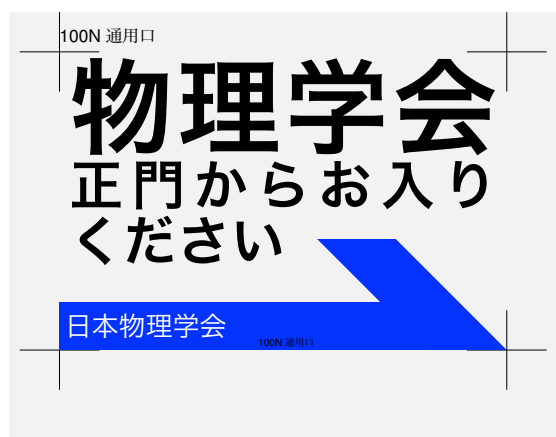 100N 通用口
物理学会
正門からお入り
ください
日本物理学会
100N 通用口